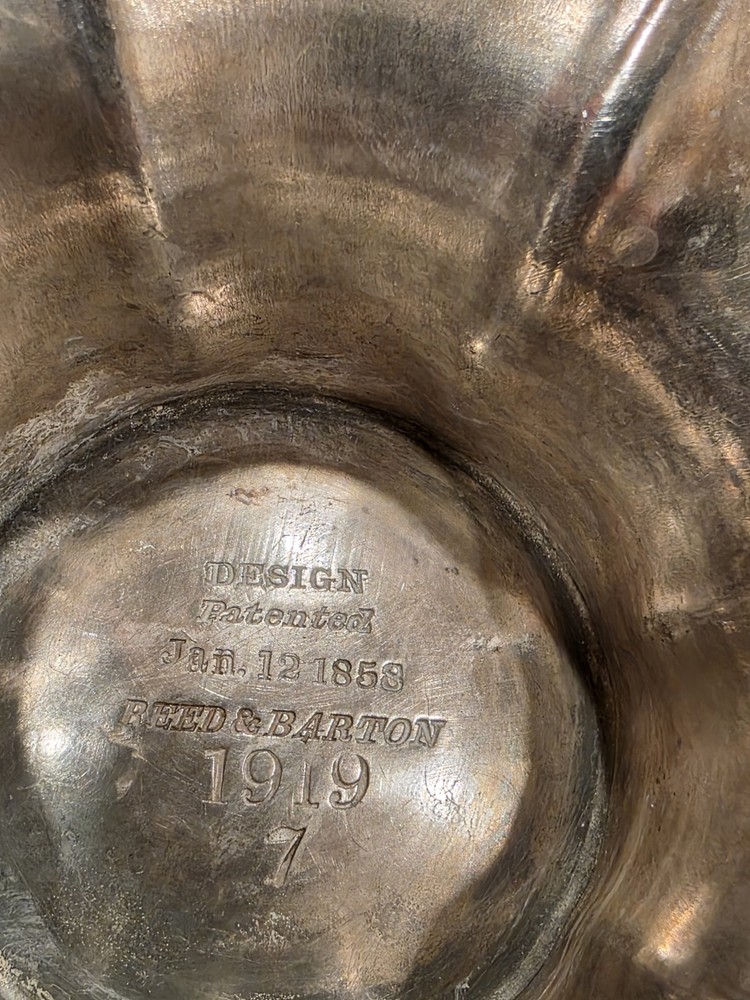 DESIGN
Patented
Jan. 12 1858
REED & BARTON
1919
7